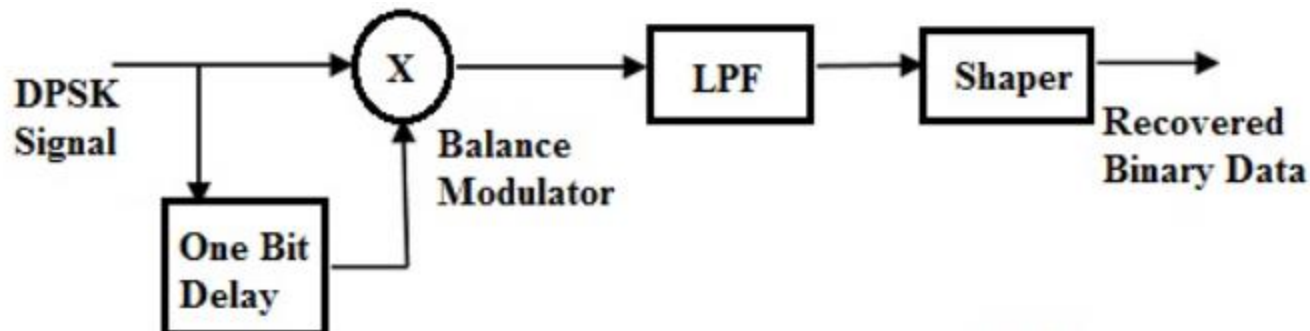 DPSK
Signal
X
Balance
Modulator
LPF
Shaper
Recovered
Binary Data
One Bit
Delay